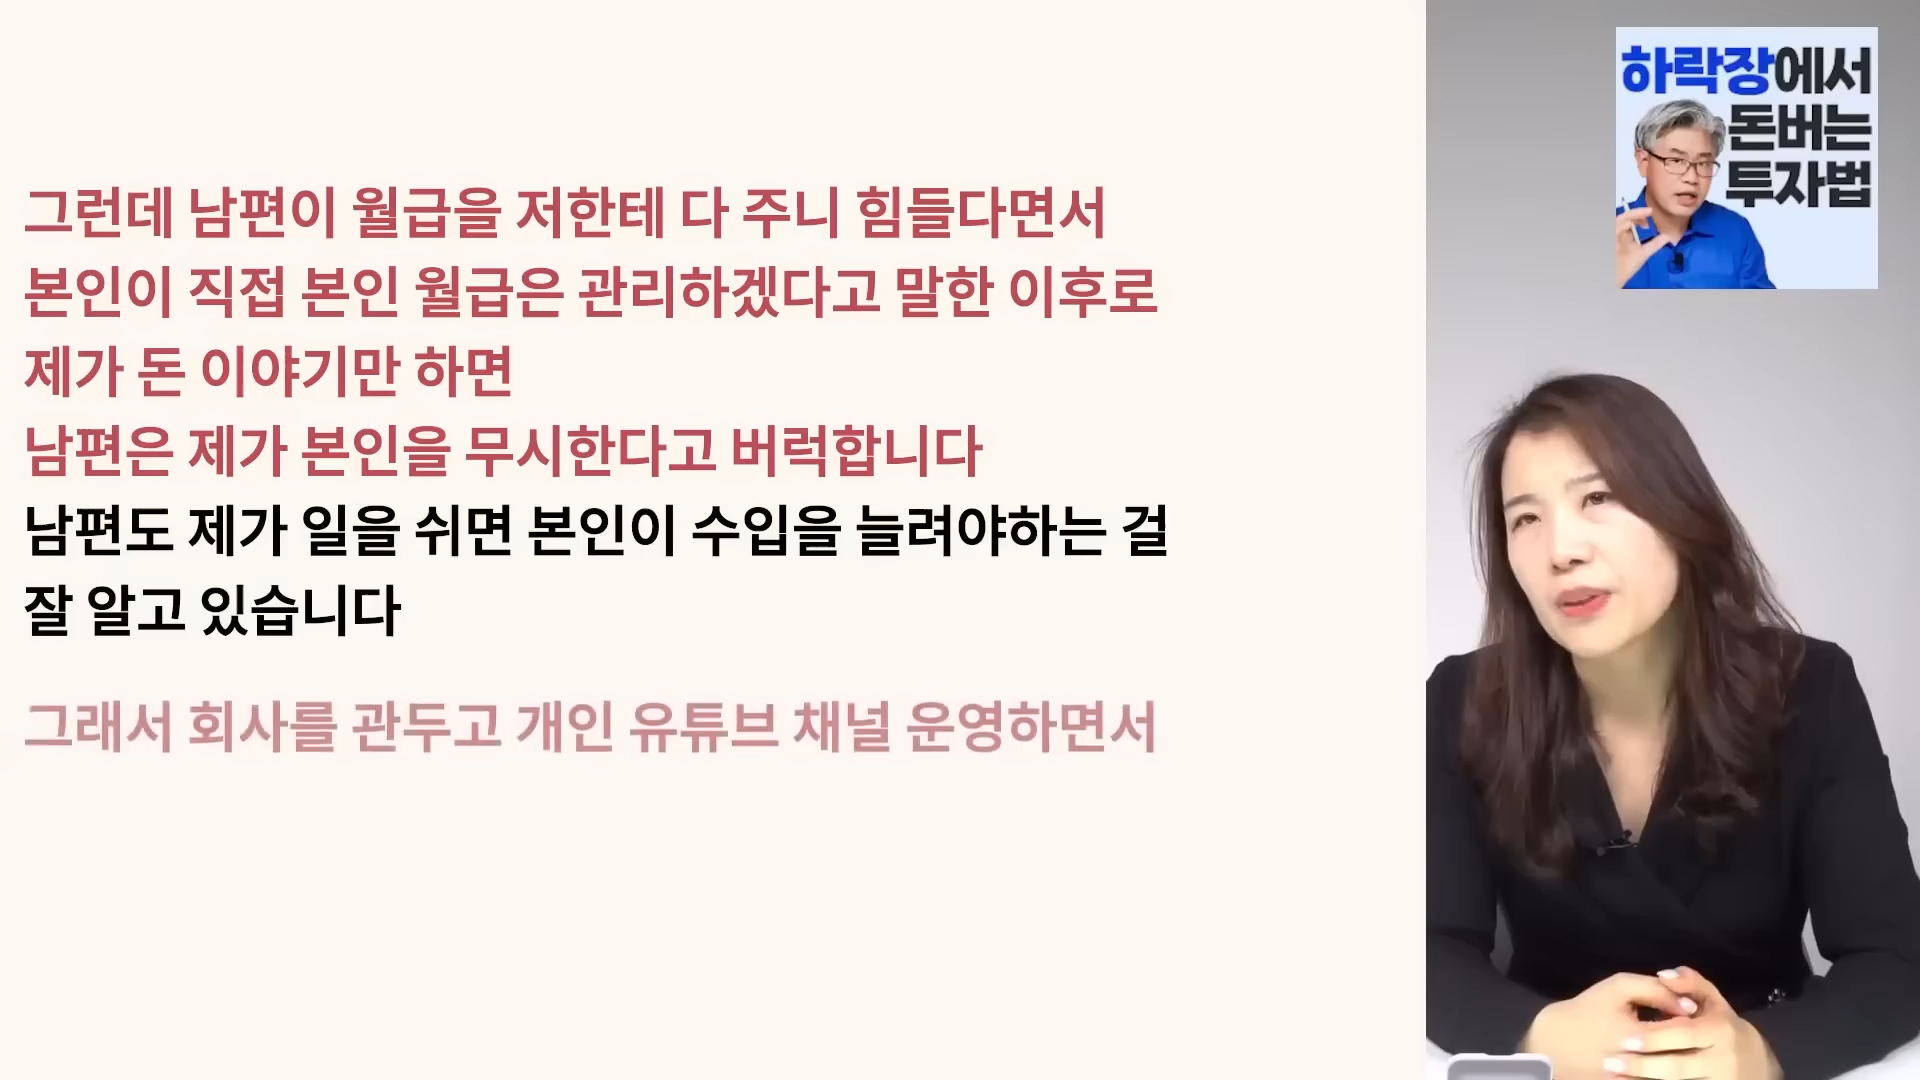 그런데 남편이 월급을 저한테 다 주니 힘들다면서
본인이 직접 본인 월급은 관리하겠다고 말한 이후로
제가 돈 이야기만 하면
남편은 제가 본인을 무시한다고 버럭합니다
남편도 제가 일을 쉬면 본인이 수입을 늘려야하는 걸
잘 알고 있습니다
그래서 회사를 관두고 개인 유튜브 채널 운영하면서
하락장에서
돈버는
투자법